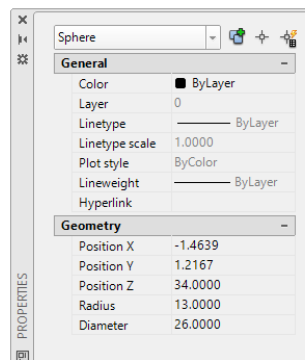 Sphere
General
Color ByLayer
Layer 0
Linetype ByLayer
Linetype scale 1.0000
Plot style ByColor
Lineweight ByLayer
Hyperlink
Geometry
Position X -1.4639
Position Y 1.2167
Position Z 34.0000
Radius 13.0000
Diameter 26.0000
PROPERTIES